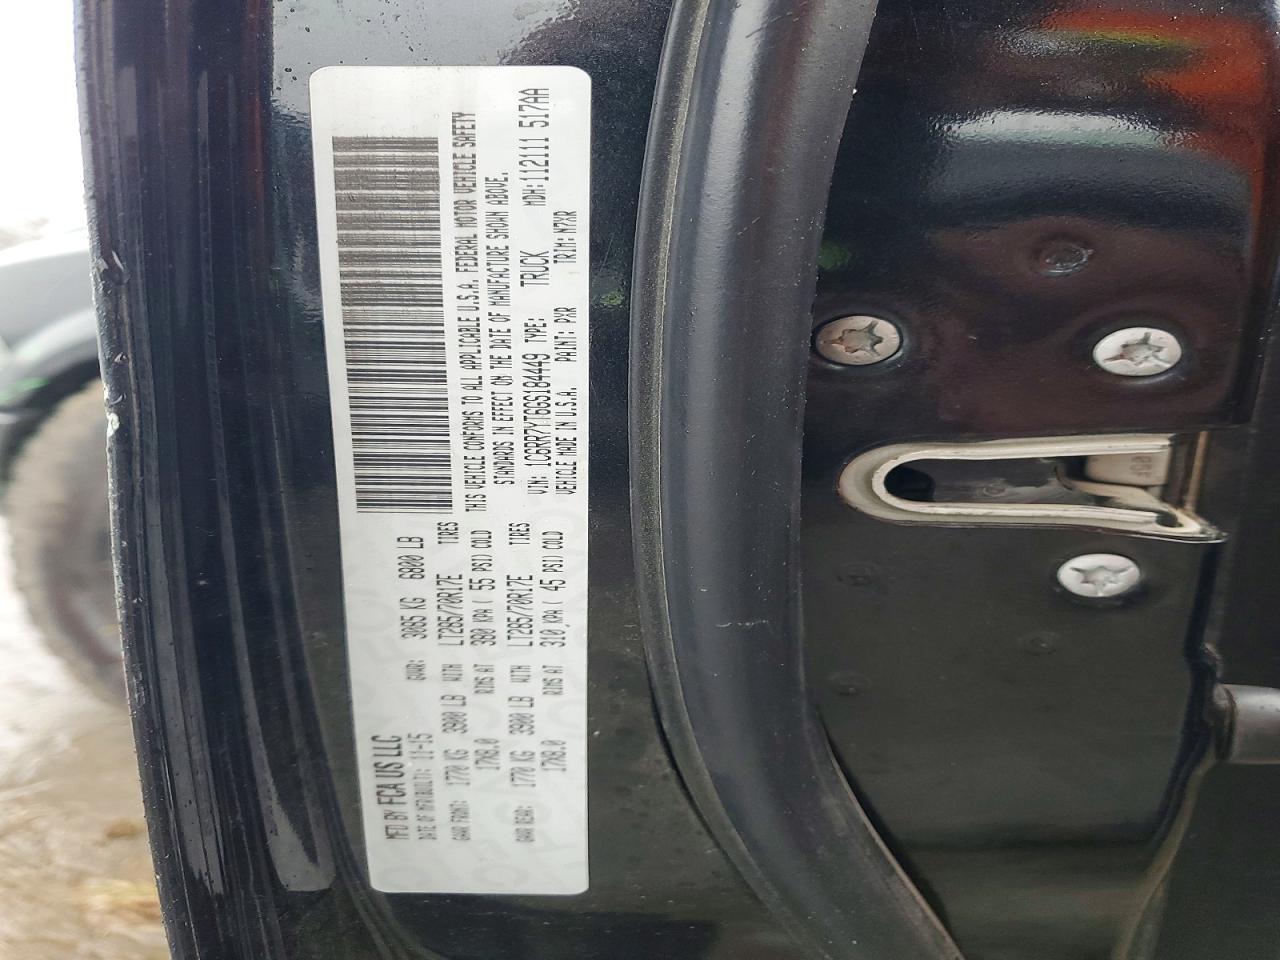 MFD BY FCA US LLC
DATE OF MFR(BUILT): 11-15 GVWR: 3085 KG 6800 LB
GAWR FRONT: 1770 KG 3900 LB WITH LT285/70R17E TIRES
17X8.0 RIMS AT 380 KPA ( 55 PSI) COLD
GAWR REAR: 1770 KG 3900 LB WITH LT285/70R17E TIRES
17X8.0 RIMS AT 310 KPA ( 45 PSI) COLD
THIS VEHICLE CONFORMS TO ALL APPLICABLE U.S.A. FEDERAL MOTOR VEHICLE SAFETY
STANDARDS IN EFFECT ON THE DATE OF MANUFACTURE SHOWN ABOVE.
VIN: 1C6RR7YT6GS184449 TYPE: TRUCK MDH:112111 517AA
VEHICLE MADE IN U.S.A. PAINT: PXR TRIM: N7XR